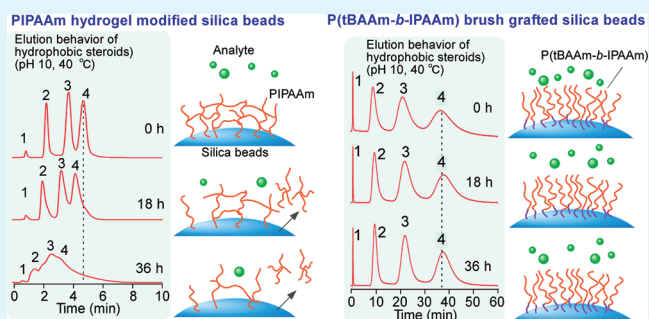 PIPAAm hydrogel modified silica beads
Elution behavior of
hydrophobic steroids)
(pH 10, 40 °C)
1
2
3
4
0 h
1
2
3
4
18 h
1
2
3
4
36 h
0
2
4
6
8
10
Time (min)
Analyte
PIPAAm
Silica beads
P(tBAAm-b-IPAAm) brush grafted silica beads
Elution behavior of
hydrophobic steroids)
(pH 10, 40 °C)
1
2
3
4
0 h
1
2
3
4
18 h
1
2
3
4
36 h
0
10
20
30
40
50
60
Time (min)
P(tBAAm-b-IPAAm)